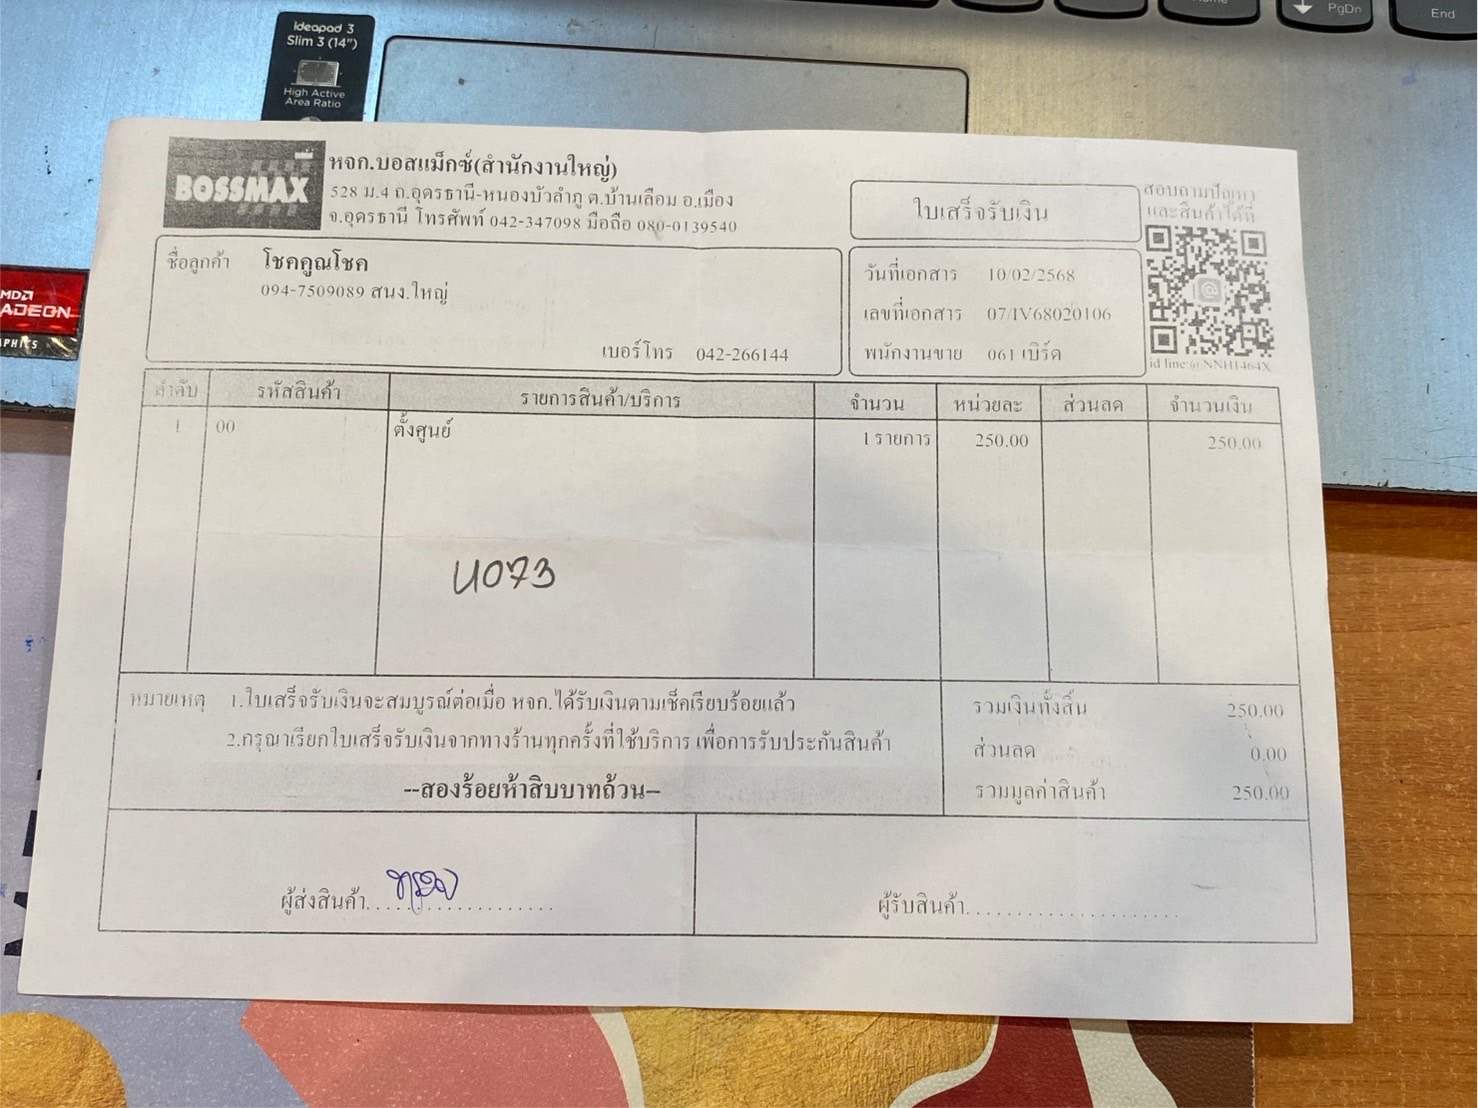 Ideapad 3
Slim 3 (14")
High Active
Area Ratio
PgDn
End
AMD
RADEON
GRAPHICS
BOSSMAX
หจก.บอสแม็กซ์(สำนักงานใหญ่)
528 ม.4 ถ.อุดรธานี-หนองบัวลำภู ต.บ้านเลื่อม อ.เมือง
จ.อุดรธานี โทรศัพท์ 042-347098 มือถือ 080-0139540
ใบเสร็จรับเงิน
สอบถามปัญหา
และสินค้าได้ที่
id line:@NNH1464X
ชื่อลูกค้า โชคคูณโชค
094-7509089 สนง.ใหญ่
เบอร์โทร 042-266144
วันที่เอกสาร 10/02/2568
เลขที่เอกสาร 07/IV68020106
พนักงานขาย 061 เบิร์ด
ลำดับ รหัสสินค้า รายการสินค้า/บริการ จำนวน หน่วยละ ส่วนลด จำนวนเงิน
1 00 ตั้งศูนย์ 1 รายการ 250.00 250.00
บ073
หมายเหตุ 1.ใบเสร็จรับเงินจะสมบูรณ์ต่อเมื่อ หจก.ได้รับเงินตามเช็คเรียบร้อยแล้ว
2.กรุณาเรียกใบเสร็จรับเงินจากทางร้านทุกครั้งที่ใช้บริการ เพื่อการรับประกันสินค้า
--สองร้อยห้าสิบบาทถ้วน--
รวมเงินทั้งสิ้น 250.00
ส่วนลด 0.00
รวมมูลค่าสินค้า 250.00
ผู้ส่งสินค้า......................
ผู้รับสินค้า......................